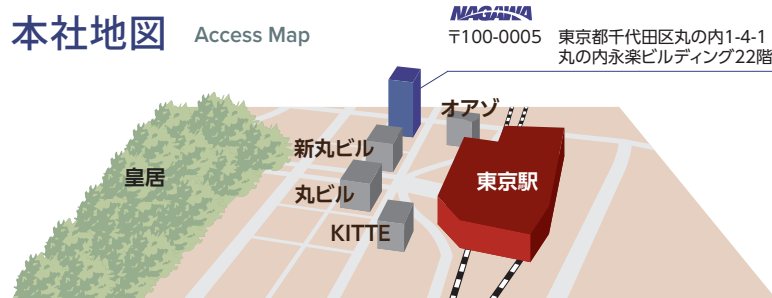 本社地図 Access Map
NAGAWA
〒100-0005 東京都千代田区丸の内1-4-1
丸の内永楽ビルディング22階
オアゾ
新丸ビル
皇居
東京駅
丸ビル
KITTE